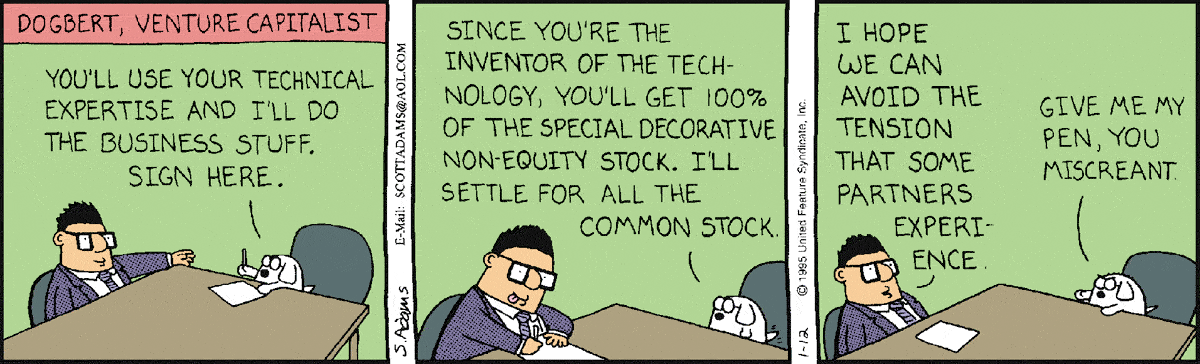 DOGBERT, VENTURE CAPITALIST
YOU'LL USE YOUR TECHNICAL
EXPERTISE AND I'LL DO
THE BUSINESS STUFF.
SIGN HERE.
S.Adams
E-Mail: SCOTTADAMS@AOL.COM
SINCE YOU'RE THE
INVENTOR OF THE TECH-
NOLOGY, YOU'LL GET 100%
OF THE SPECIAL DECORATIVE
NON-EQUITY STOCK. I'LL
SETTLE FOR ALL THE
COMMON STOCK.
1-12
© 1995 United Feature Syndicate, Inc.
I HOPE
WE CAN
AVOID THE
TENSION
THAT SOME
PARTNERS
EXPERI-
ENCE.
GIVE ME MY
PEN, YOU
MISCREANT.